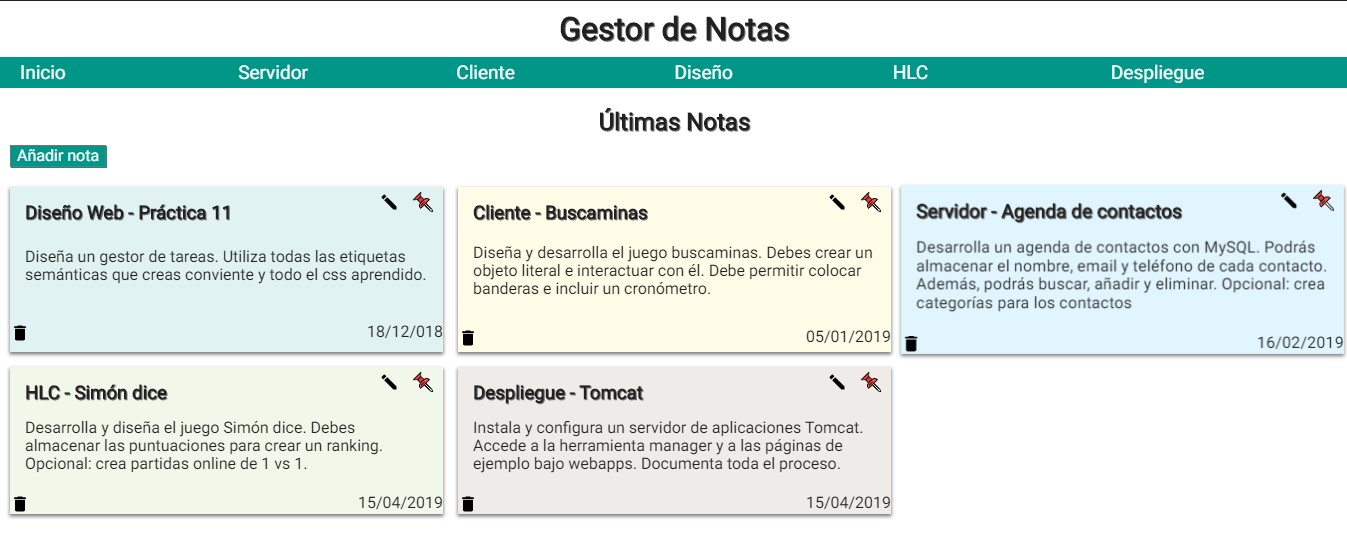 Gestor de Notas
Inicio Servidor Cliente Diseño HLC Despliegue
Últimas Notas
Añadir nota
Diseño Web - Práctica 11
Diseña un gestor de tareas. Utiliza todas las etiquetas
semánticas que creas conviente y todo el css aprendido.
18/12/018
Cliente - Buscaminas
Diseña y desarrolla el juego buscaminas. Debes crear un
objeto literal e interactuar con él. Debe permitir colocar
banderas e incluir un cronómetro.
05/01/2019
Servidor - Agenda de contactos
Desarrolla un agenda de contactos con MySQL. Podrás
almacenar el nombre, email y teléfono de cada contacto.
Además, podrás buscar, añadir y eliminar. Opcional: crea
categorías para los contactos
16/02/2019
HLC - Simón dice
Desarrolla y diseña el juego Simón dice. Debes
almacenar las puntuaciones para crear un ranking.
Opcional: crea partidas online de 1 vs 1.
15/04/2019
Despliegue - Tomcat
Instala y configura un servidor de aplicaciones Tomcat.
Accede a la herramienta manager y a las páginas de
ejemplo bajo webapps. Documenta toda el proceso.
15/04/2019